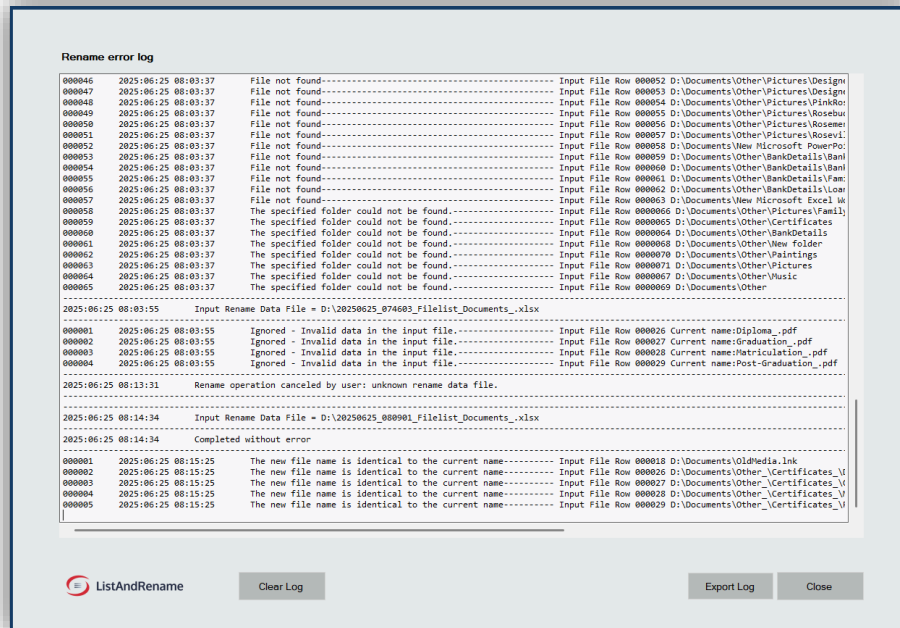 Rename error log
000046 2025:06:25 08:03:37 File not found---------------------------------------------------- Input File Row 000052 D:\Documents\Other\Pictures\Designe
000047 2025:06:25 08:03:37 File not found---------------------------------------------------- Input File Row 000053 D:\Documents\Other\Pictures\Designe
000048 2025:06:25 08:03:37 File not found---------------------------------------------------- Input File Row 000054 D:\Documents\Other\Pictures\PinkRo
000049 2025:06:25 08:03:37 File not found---------------------------------------------------- Input File Row 000055 D:\Documents\Other\Pictures\Rosebu
000050 2025:06:25 08:03:37 File not found---------------------------------------------------- Input File Row 000056 D:\Documents\Other\Pictures\Roseme
000051 2025:06:25 08:03:37 File not found---------------------------------------------------- Input File Row 000057 D:\Documents\Other\Pictures\Rosevi
000052 2025:06:25 08:03:37 File not found---------------------------------------------------- Input File Row 000058 D:\Documents\New Microsoft PowerPo
000053 2025:06:25 08:03:37 File not found---------------------------------------------------- Input File Row 000059 D:\Documents\Other\BankDetails\Ban
000054 2025:06:25 08:03:37 File not found---------------------------------------------------- Input File Row 000060 D:\Documents\Other\BankDetails\Ban
000055 2025:06:25 08:03:37 File not found---------------------------------------------------- Input File Row 000061 D:\Documents\Other\BankDetails\Fam
000056 2025:06:25 08:03:37 File not found---------------------------------------------------- Input File Row 000062 D:\Documents\Other\BankDetails\Loa
000057 2025:06:25 08:03:37 File not found---------------------------------------------------- Input File Row 000063 D:\Documents\New Microsoft Excel W
000058 2025:06:25 08:03:37 The specified folder could not be found.---------------------- Input File Row 0000066 D:\Documents\Other\Pictures\Family
000059 2025:06:25 08:03:37 The specified folder could not be found.---------------------- Input File Row 0000065 D:\Documents\Other\Certificates
000060 2025:06:25 08:03:37 The specified folder could not be found.---------------------- Input File Row 0000064 D:\Documents\Other\BankDetails
000061 2025:06:25 08:03:37 The specified folder could not be found.---------------------- Input File Row 0000068 D:\Documents\Other\New folder
000062 2025:06:25 08:03:37 The specified folder could not be found.---------------------- Input File Row 0000070 D:\Documents\Other\Paintings
000063 2025:06:25 08:03:37 The specified folder could not be found.---------------------- Input File Row 0000071 D:\Documents\Other\Pictures
000064 2025:06:25 08:03:37 The specified folder could not be found.---------------------- Input File Row 0000067 D:\Documents\Other\Music
000065 2025:06:25 08:03:37 The specified folder could not be found.---------------------- Input File Row 0000069 D:\Documents\Other
2025:06:25 08:03:55 Input Rename Data File = D:\20250625_074603_Filelist_Documents_.xlsx
000001 2025:06:25 08:03:55 Ignored - Invalid data in the input file.--------------------- Input File Row 000026 Current name:Diploma_.pdf
000002 2025:06:25 08:03:55 Ignored - Invalid data in the input file.--------------------- Input File Row 000027 Current name:Graduation_.pdf
000003 2025:06:25 08:03:55 Ignored - Invalid data in the input file.--------------------- Input File Row 000028 Current name:Matriculation_.pdf
000004 2025:06:25 08:03:55 Ignored - Invalid data in the input file.--------------------- Input File Row 000029 Current name:Post-Graduation_.pdf
2025:06:25 08:13:31 Rename operation canceled by user: unknown rename data file.
2025:06:25 08:14:34 Input Rename Data File = D:\20250625_080901_Filelist_Documents_.xlsx
2025:06:25 08:14:34 Completed without error
000001 2025:06:25 08:15:25 The new file name is identical to the current name---------- Input File Row 000018 D:\Documents\OldMedia.lnk
000002 2025:06:25 08:15:25 The new file name is identical to the current name---------- Input File Row 000026 D:\Documents\Other_\Certificates_\
000003 2025:06:25 08:15:25 The new file name is identical to the current name---------- Input File Row 000027 D:\Documents\Other_\Certificates_\
000004 2025:06:25 08:15:25 The new file name is identical to the current name---------- Input File Row 000028 D:\Documents\Other_\Certificates_\
000005 2025:06:25 08:15:25 The new file name is identical to the current name---------- Input File Row 000029 D:\Documents\Other_\Certificates_\
ListAndRename
Clear Log
Export Log
Close